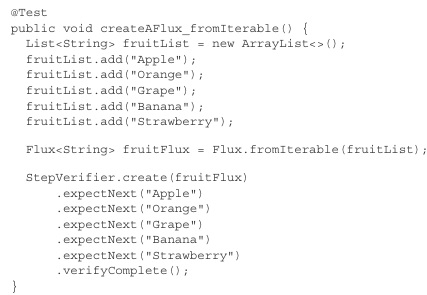 @Test
public void createAFlux_fromIterable() {
  List<String> fruitList = new ArrayList<>();
  fruitList.add("Apple");
  fruitList.add("Orange");
  fruitList.add("Grape");
  fruitList.add("Banana");
  fruitList.add("Strawberry");

  Flux<String> fruitFlux = Flux.fromIterable(fruitList);

  StepVerifier.create(fruitFlux)
      .expectNext("Apple")
      .expectNext("Orange")
      .expectNext("Grape")
      .expectNext("Banana")
      .expectNext("Strawberry")
      .verifyComplete();
}